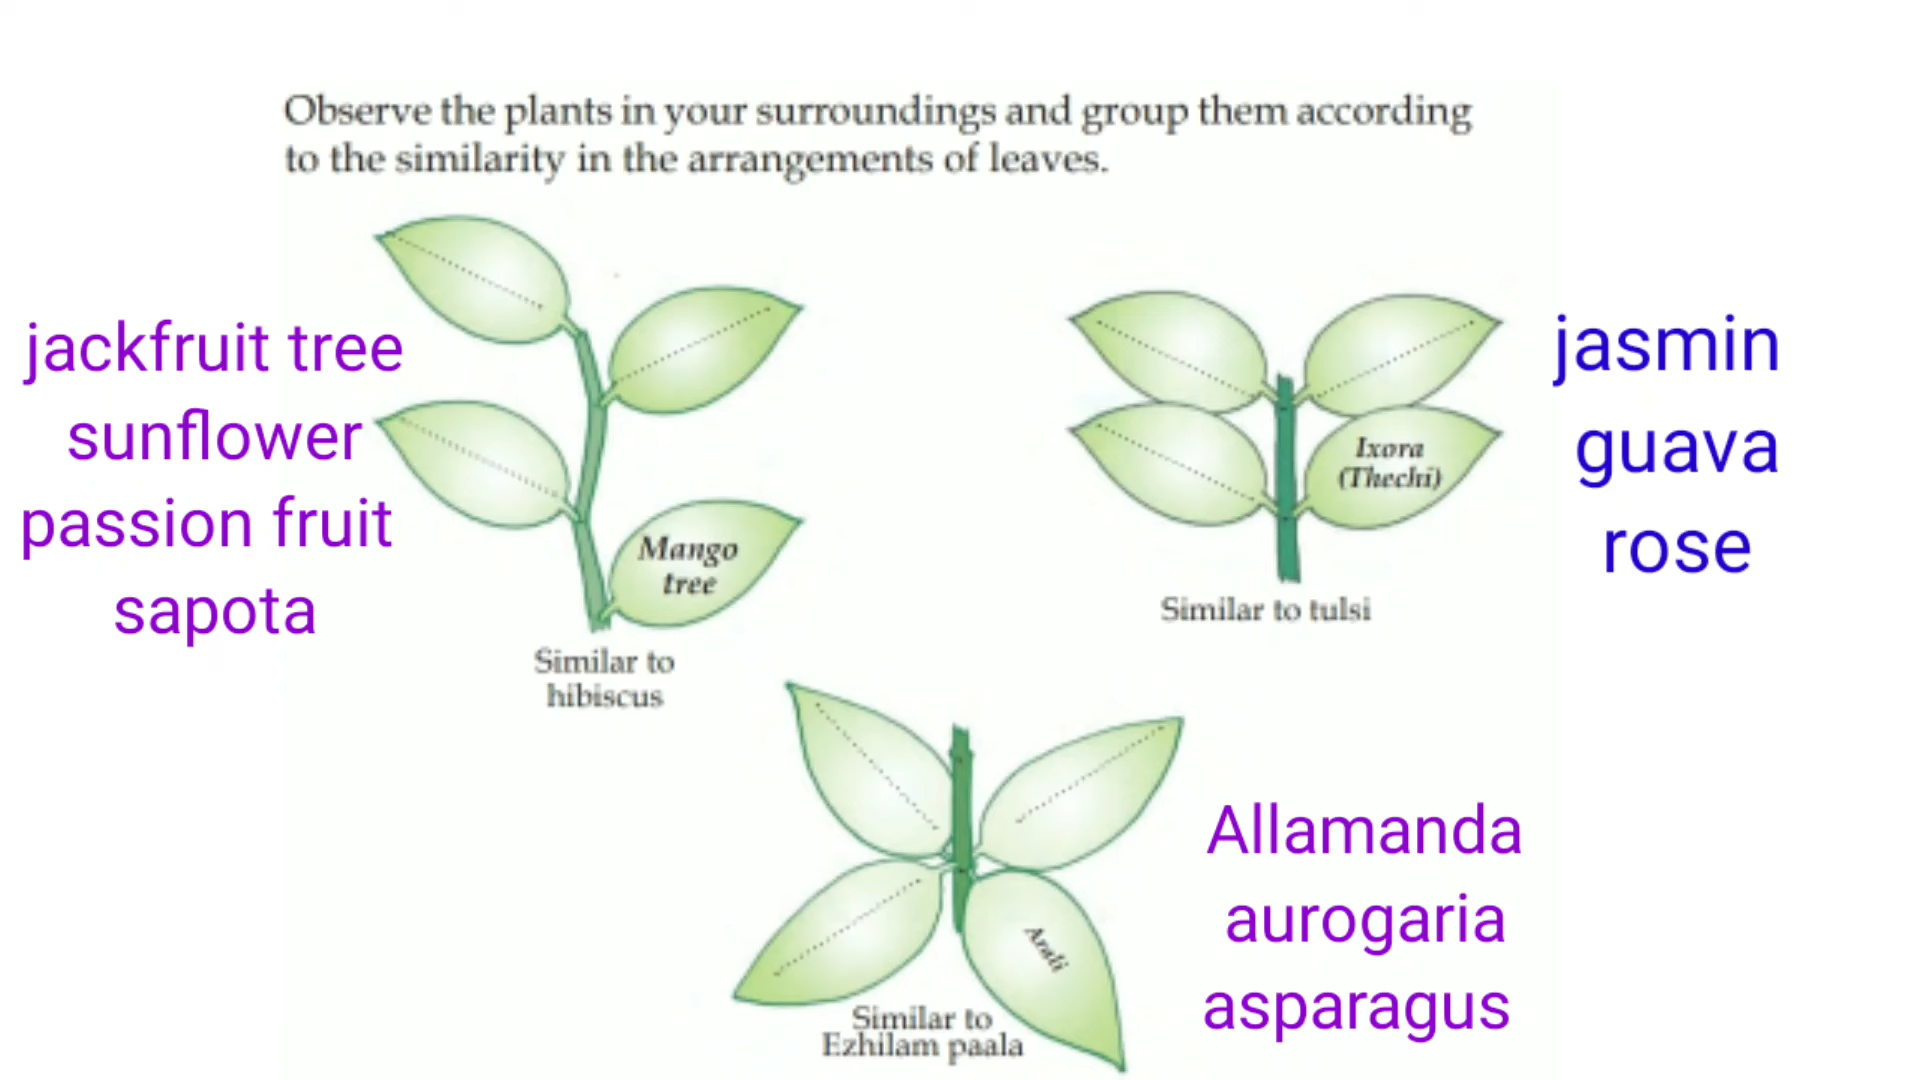 Observe the plants in your surroundings and group them according
to the similarity in the arrangements of leaves.
jackfruit tree
sunflower
passion fruit
sapota
Mango
tree
Similar to
hibiscus
Ixora
(Thechi)
Similar to tulsi
jasmin
guava
rose
Arali
Similar to
Ezhilam paala
Allamanda
aurogaria
asparagus